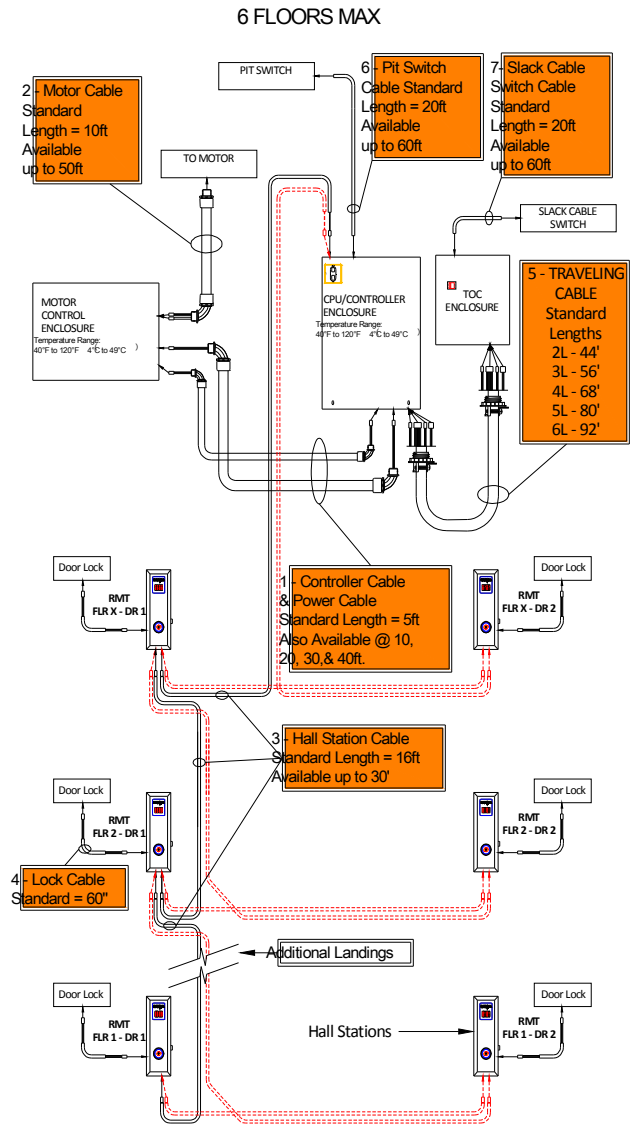 6 FLOORS MAX
2 - Motor Cable
Standard
Length = 10ft
Available
up to 50ft
PIT SWITCH
6 - Pit Switch
Cable Standard
Length = 20ft
Available
up to 60ft
7 - Slack Cable
Switch Cable
Standard
Length = 20ft
Available
up to 60ft
TO MOTOR
SLACK CABLE
SWITCH
MOTOR
CONTROL
ENCLOSURE
Temperature Range:
40°F to 120°F 4°C to 49°C )
CPU/CONTROLLER
ENCLOSURE
Temperature Range:
40°F to 120°F 4°C to 49°C )
TOC
ENCLOSURE
5 - TRAVELING
CABLE
Standard
Lengths
2L - 44'
3L - 56'
4L - 68'
5L - 80'
6L - 92'
1 - Controller Cable
& Power Cable
Standard Length = 5ft
Also Available @ 10,
20, 30,& 40ft.
Door Lock
RMT
FLR X - DR 1
Door Lock
RMT
FLR X - DR 2
3 - Hall Station Cable
Standard Length = 16ft
Available up to 30'
Door Lock
RMT
FLR 2 - DR 1
Door Lock
RMT
FLR 2 - DR 2
4 - Lock Cable
Standard = 60"
Additional Landings
Door Lock
RMT
FLR 1 - DR 1
Hall Stations
Door Lock
RMT
FLR 1 - DR 2